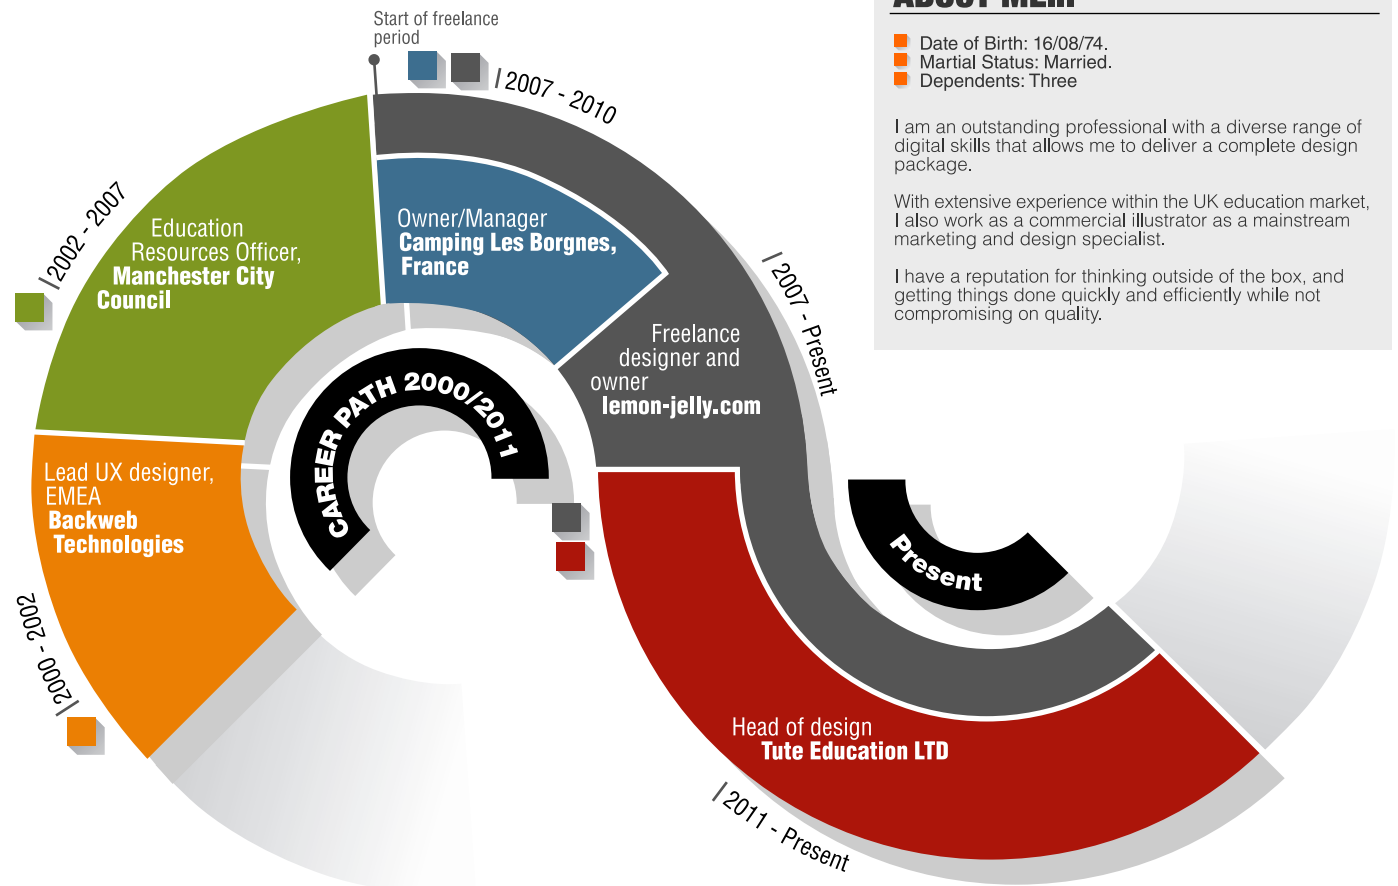 Start of freelance
period
2007 - 2010
2002 - 2007
Education
Resources Officer,
Manchester City
Council
Owner/Manager
Camping Les Borgnes,
France
2007 - Present
Freelance
designer and
owner
lemon-jelly.com
CAREER PATH 2000/2011
Lead UX designer,
EMEA
Backweb
Technologies
2000 - 2002
Present
Head of design
Tute Education LTD
2011 - Present
Date of Birth: 16/08/74.
Martial Status: Married.
Dependents: Three
I am an outstanding professional with a diverse range of
digital skills that allows me to deliver a complete design
package.
With extensive experience within the UK education market,
I also work as a commercial illustrator as a mainstream
marketing and design specialist.
I have a reputation for thinking outside of the box, and
getting things done quickly and efficiently while not
compromising on quality.